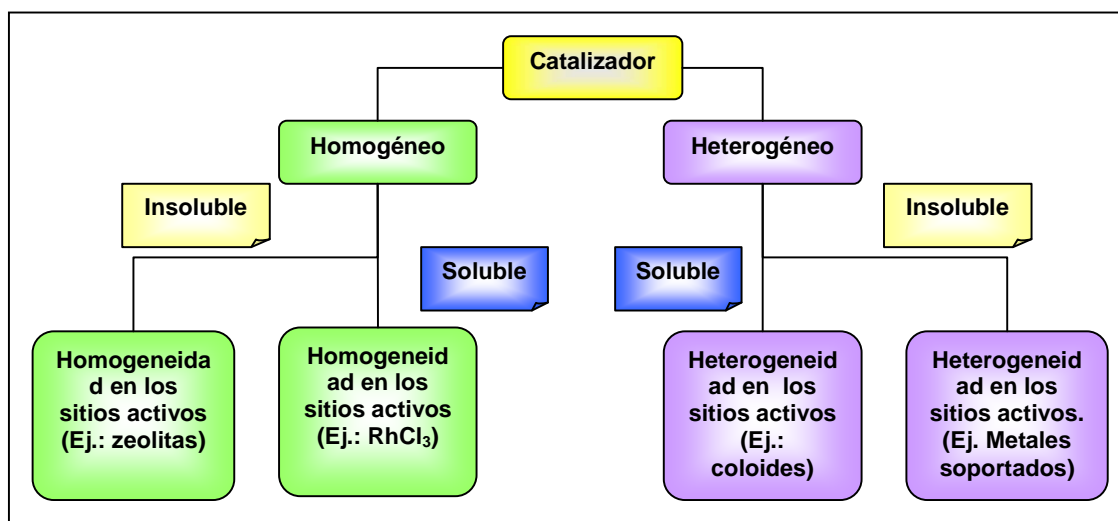 Catalizador
Homogéneo
Heterogéneo
Insoluble
Insoluble
Soluble
Soluble
Homogeneida
d en los
sitios activos
(Ej.: zeolitas)
Homogeneid
ad en los
sitios activos
(Ej.: RhCl₃)
Heterogeneid
ad en los
sitios activos
(Ej.:
coloides)
Heterogeneid
ad en los
sitios activos.
(Ej. Metales
soportados)